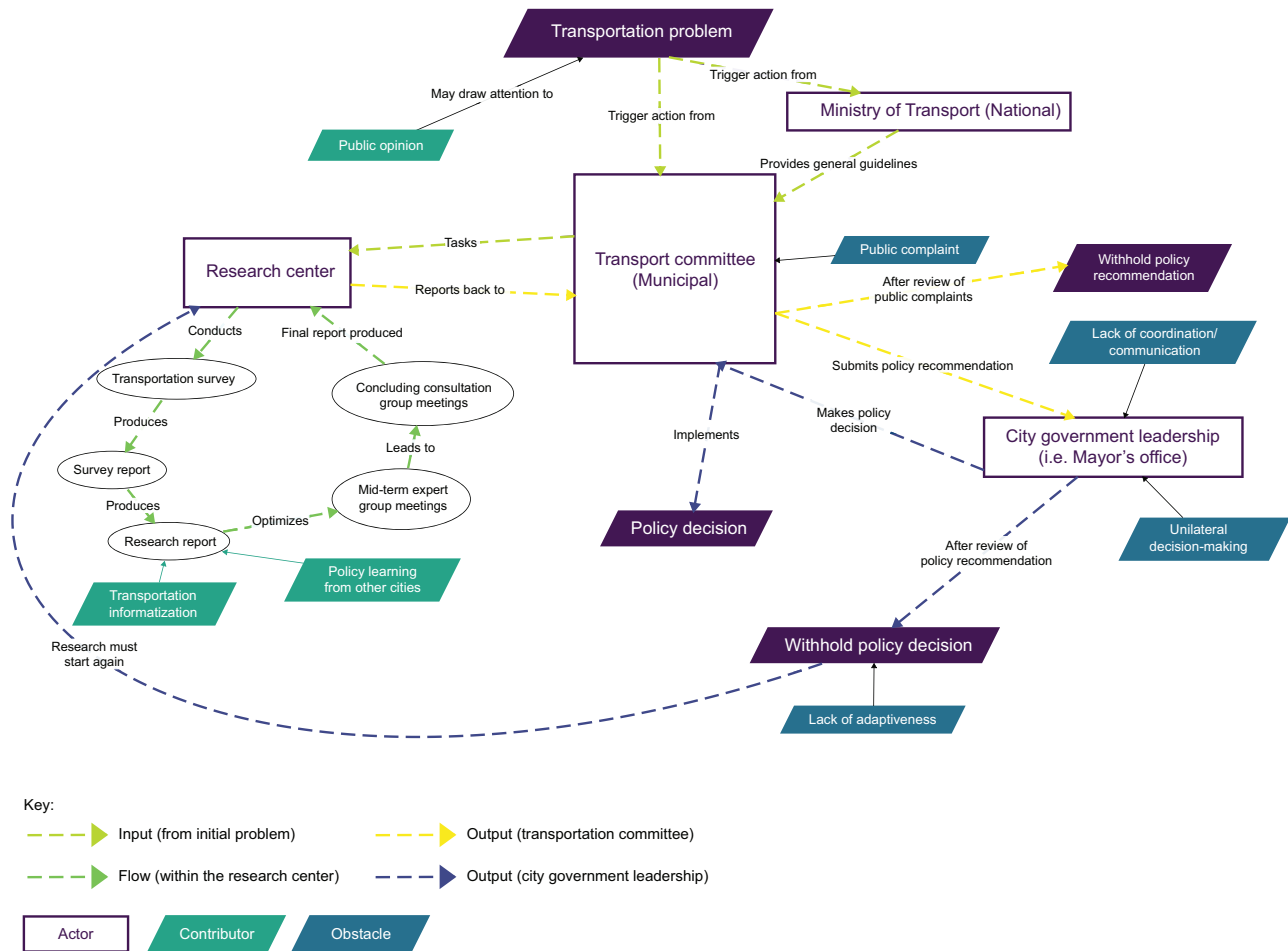 Transportation problem
Trigger action from
May draw attention to
Ministry of Transport (National)
Trigger action from
Public opinion
Provides general guidelines
Tasks
Public complaint
Research center
Transport committee
(Municipal)
Withhold policy
recommendation
Reports back to
After review of
public complaints
Conducts
Final report produced
Lack of coordination/
communication
Transportation survey
Concluding consultation
group meetings
Submits policy recommendation
Produces
Makes policy
decision
Implements
City government leadership
(i.e. Mayor’s office)
Leads to
Survey report
Mid-term expert
group meetings
Produces
Optimizes
Research report
Policy decision
Unilateral
decision-making
After review of
policy recommendation
Policy learning
from other cities
Transportation
informatization
Research must
start again
Withhold policy decision
Lack of adaptiveness
Key:
Input (from initial problem)
Output (transportation committee)
Flow (within the research center)
Output (city government leadership)
Actor
Contributor
Obstacle